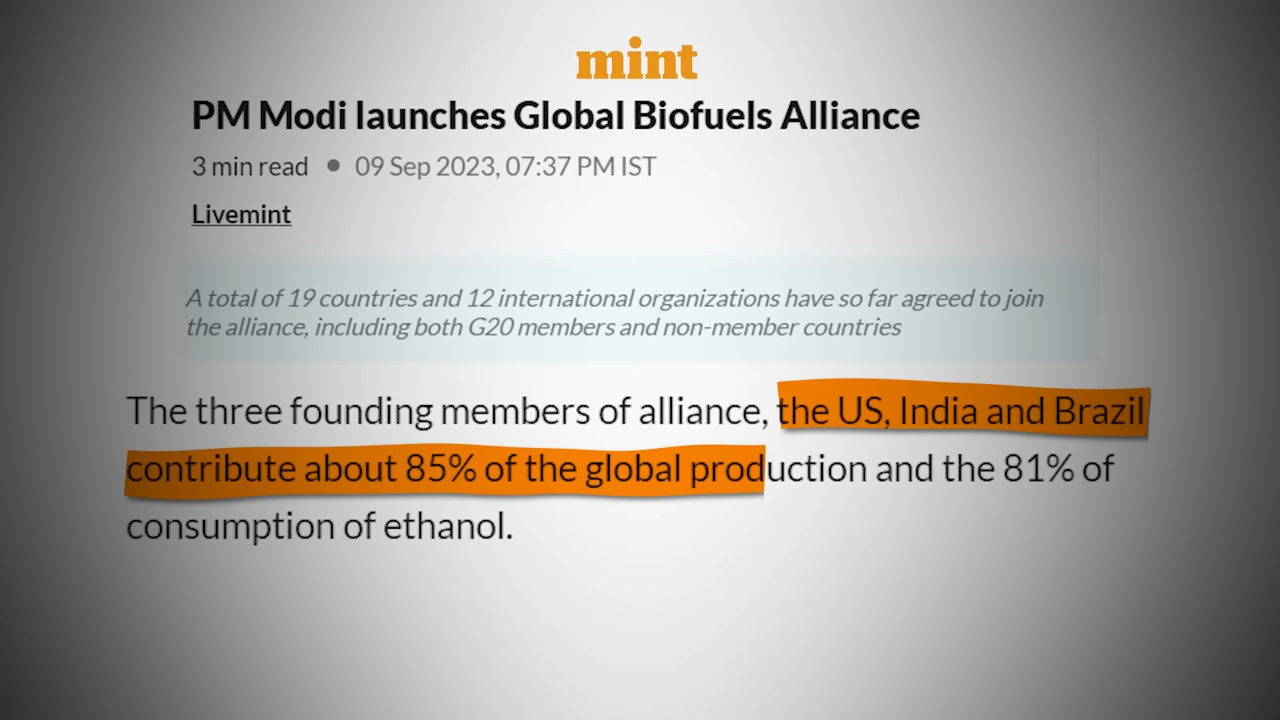 mint
PM Modi launches Global Biofuels Alliance
3 min read • 09 Sep 2023, 07:37 PM IST
Livemint
A total of 19 countries and 12 international organizations have so far agreed to join
the alliance, including both G20 members and non-member countries
The three founding members of alliance, the US, India and Brazil
contribute about 85% of the global production and the 81% of
consumption of ethanol.